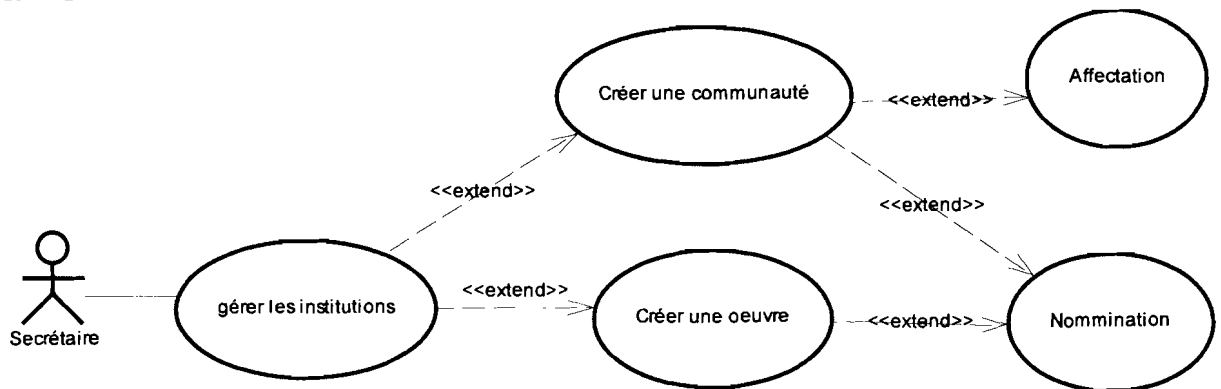 Affectation
Créer une communauté
<<extend>>
<<extend>>
<<extend>>
gérer les institutions
<<extend>>
Créer une oeuvre
<<extend>>
Nommination
Secrétaire